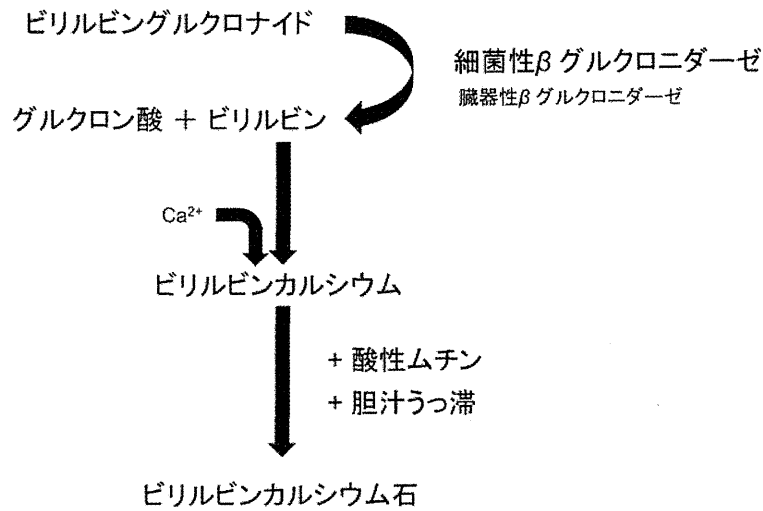 ビリルビングルクロナイド
細菌性β グルクロニダーゼ
臓器性β グルクロニダーゼ
グルクロン酸 + ビリルビン
Ca²⁺
ビリルビンカルシウム
+ 酸性ムチン
+ 胆汁うっ滞
ビリルビンカルシウム石